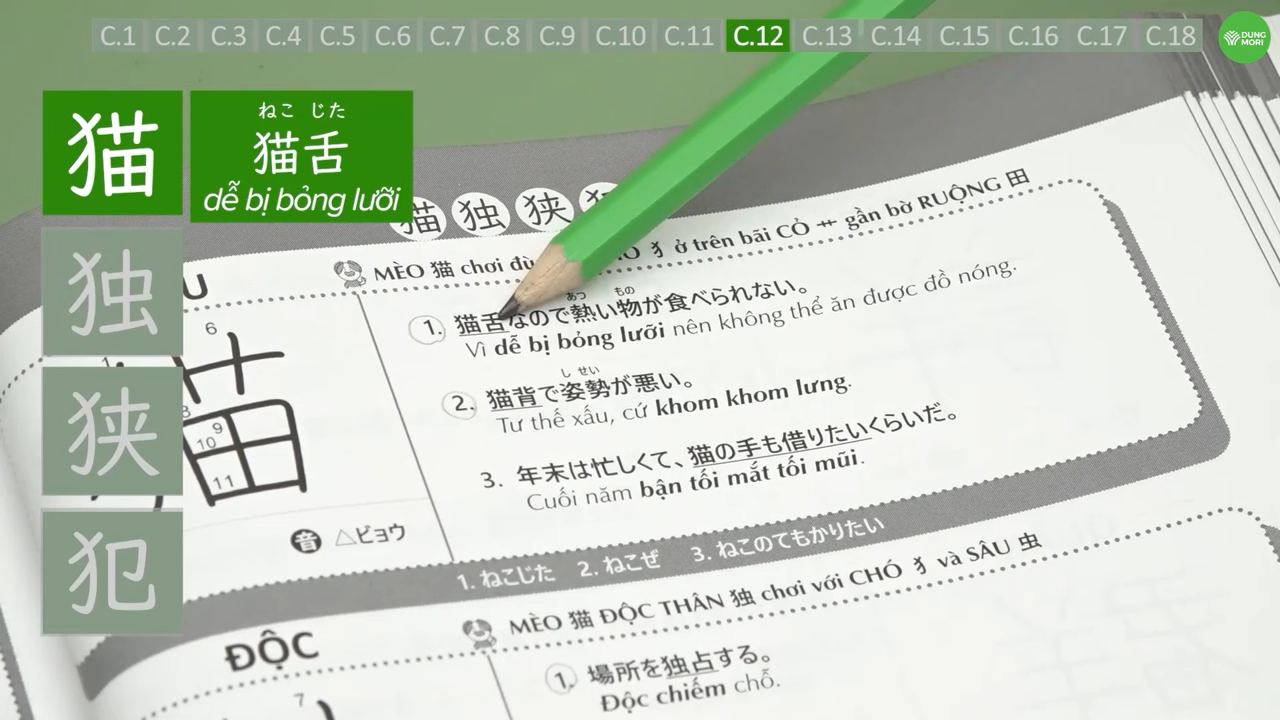 C.1 C.2 C.3 C.4 C.5 C.6 C.7 C.8 C.9 C.10 C.11 C.12 C.13 C.14 C.15 C.16 C.17 C.18
DUNG MORI
猫
ねこ じた
猫舌
dễ bị bỏng lưỡi
独
狭
犯
猫 独 狭
MÈO 猫 chơi ở trên bãi CỎ 艹 gần bờ RUỘNG 田
U
6
1
8
9
10
11
音 △ビョウ
あつ もの
1. 猫舌なので熱い物が食べられない。
Vì dễ bị bỏng lưỡi nên không thể ăn được đồ nóng.
し せい
2. 猫背で姿勢が悪い。
Tư thế xấu, cứ khom khom lưng.
3. 年末は忙しくて、猫の手も借りたいくらいだ。
Cuối năm bận tối mắt tối mũi.
1. ねこじた 2. ねこぜ 3. ねこのてもかりたい
ĐỘC
MÈO 猫 ĐỘC THÂN 独 chơi với CHÓ 犭 và SÂU 虫
7
1. 場所を独占する。
Độc chiếm chỗ.